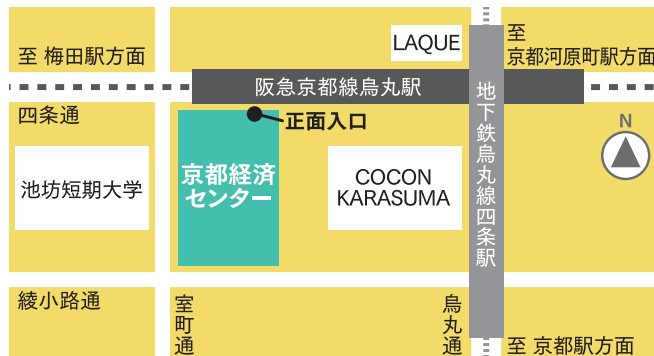 LAQUE
至
京都河原町駅方面
至 梅田駅方面
阪急京都線烏丸駅
四条通
正面入口
地下鉄烏丸線四条駅
N
池坊短期大学
京都経済
センター
COCON
KARASUMA
綾小路通
室町通
烏丸通
至 京都駅方面